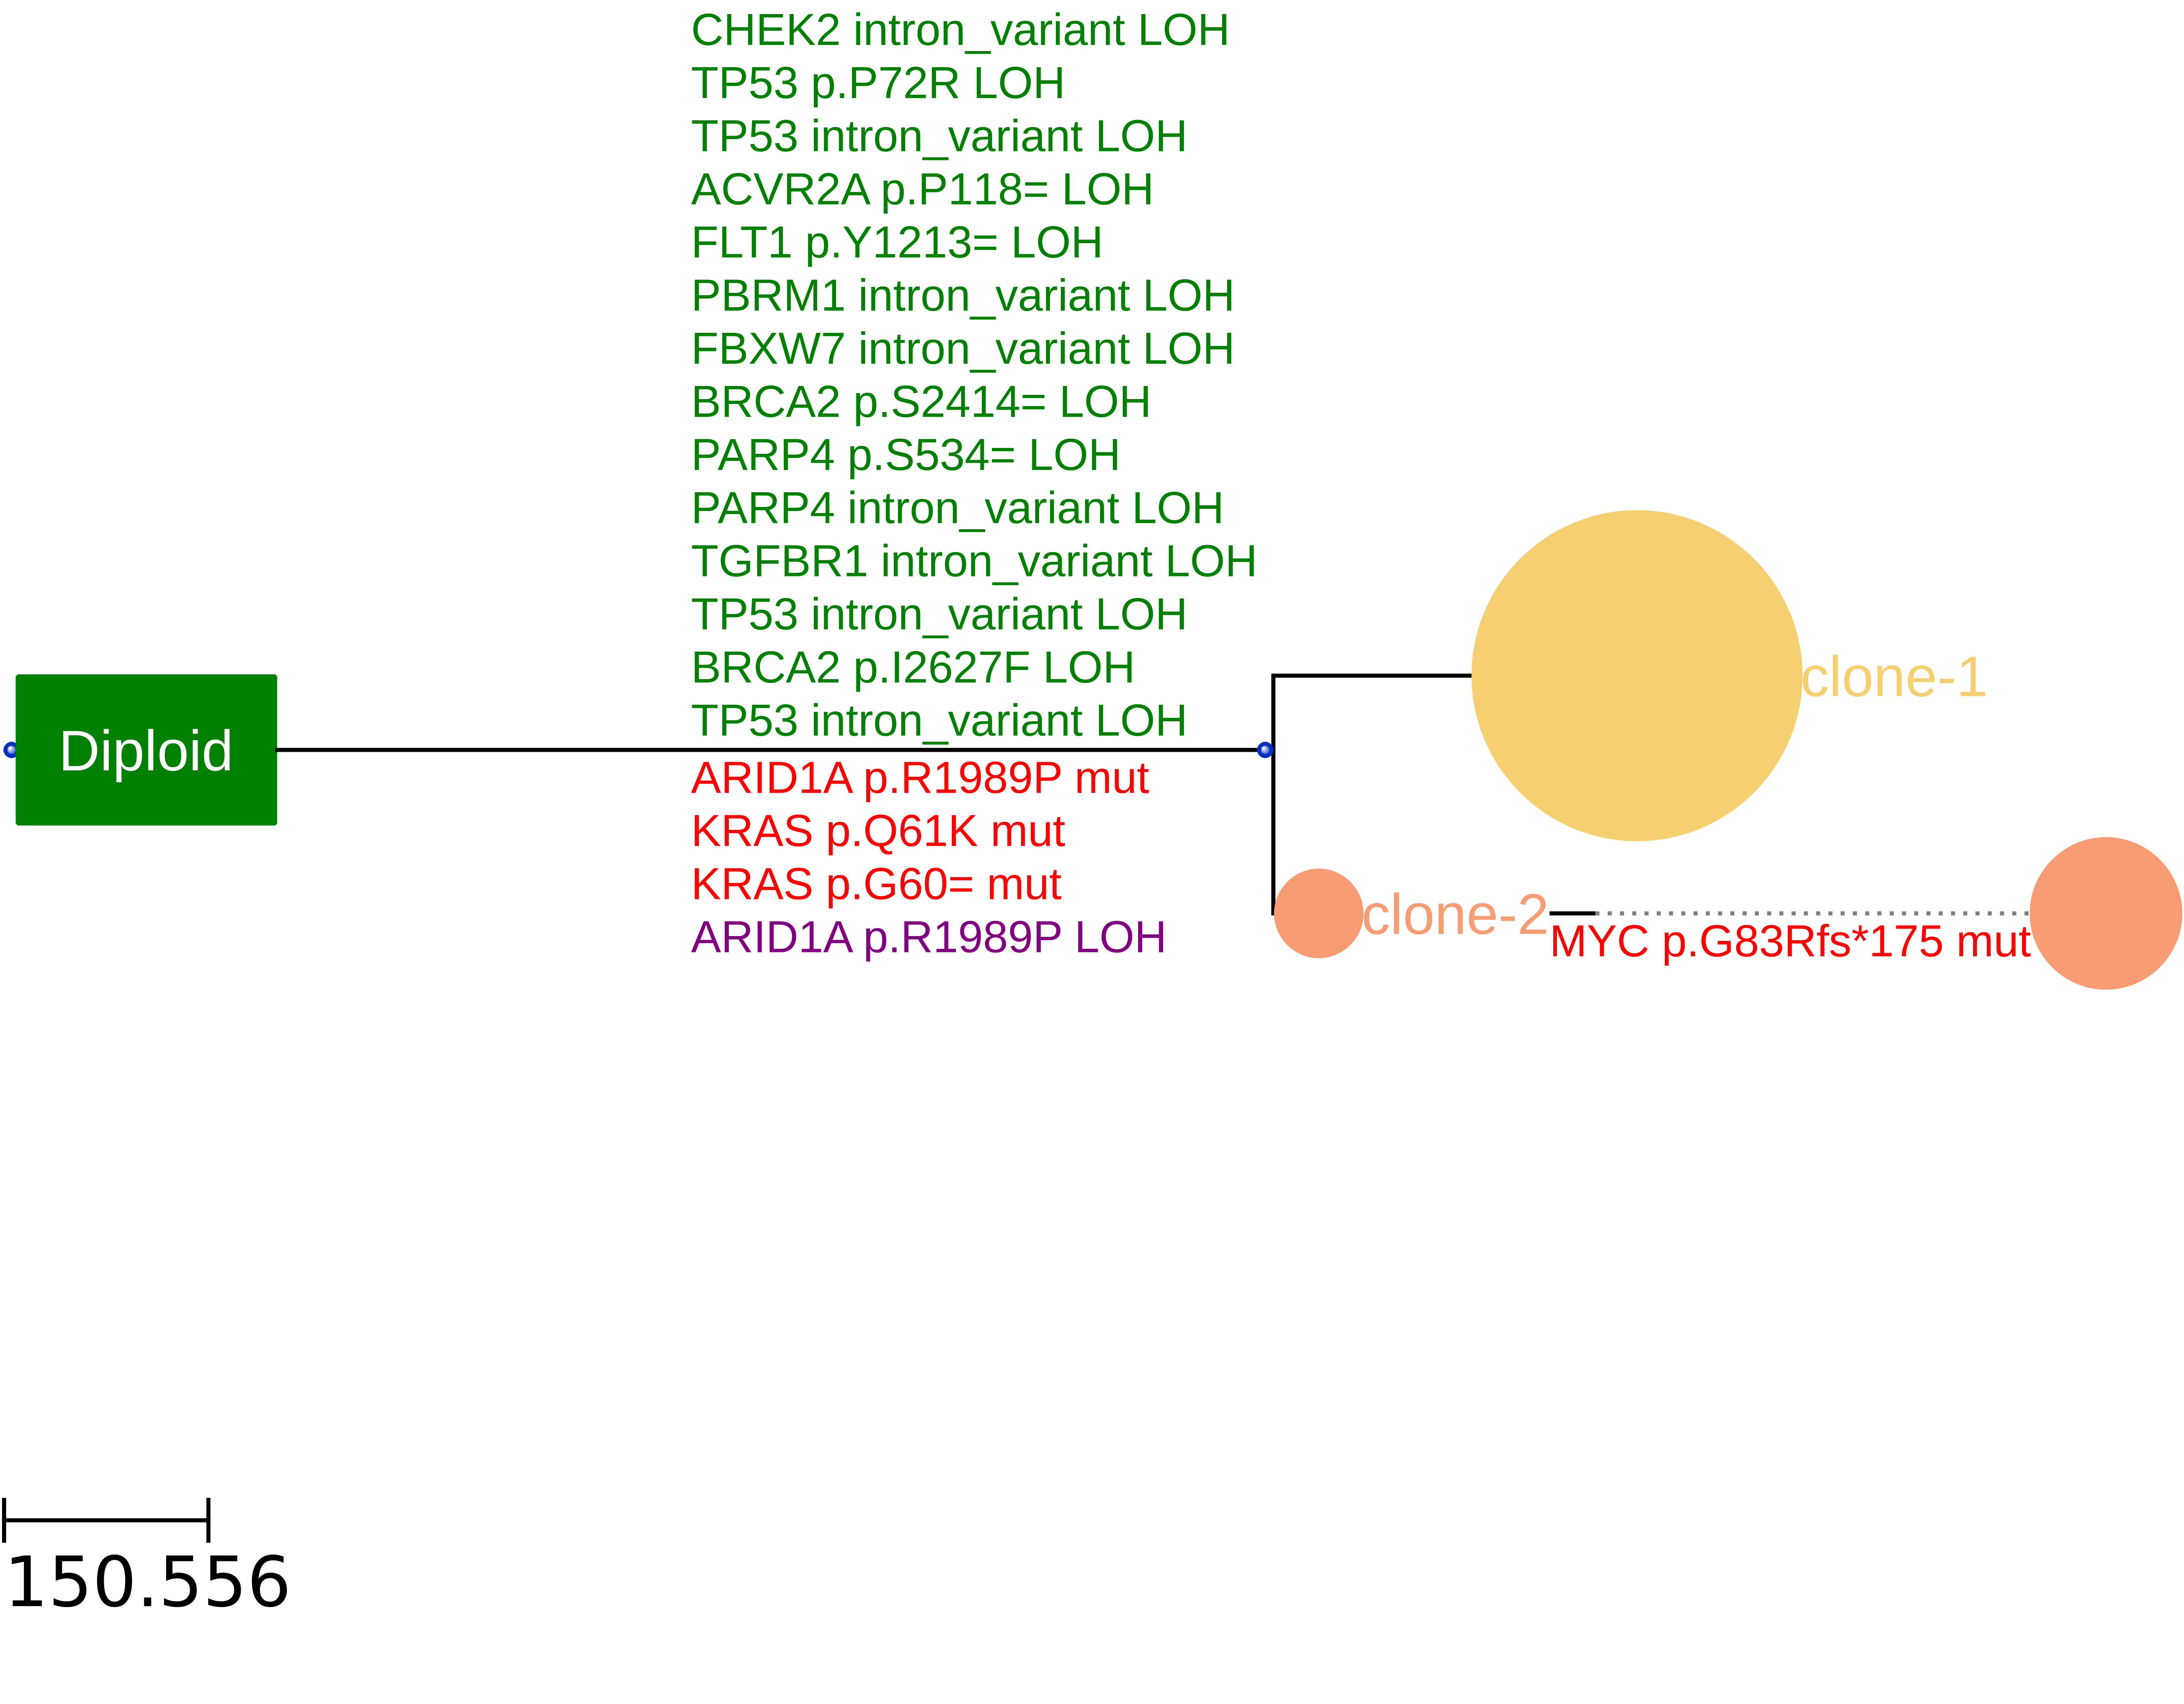 CHEK2 intron_variant LOH
TP53 p.P72R LOH
TP53 intron_variant LOH
ACVR2A p.P118= LOH
FLT1 p.Y1213= LOH
PBRM1 intron_variant LOH
FBXW7 intron_variant LOH
BRCA2 p.S2414= LOH
PARP4 p.S534= LOH
PARP4 intron_variant LOH
TGFBR1 intron_variant LOH
TP53 intron_variant LOH
BRCA2 p.I2627F LOH
TP53 intron_variant LOH
Diploid
ARID1A p.R1989P mut
KRAS p.Q61K mut
KRAS p.G60= mut
ARID1A p.R1989P LOH
clone-1
clone-2
MYC p.G83Rfs*175 mut
150.556